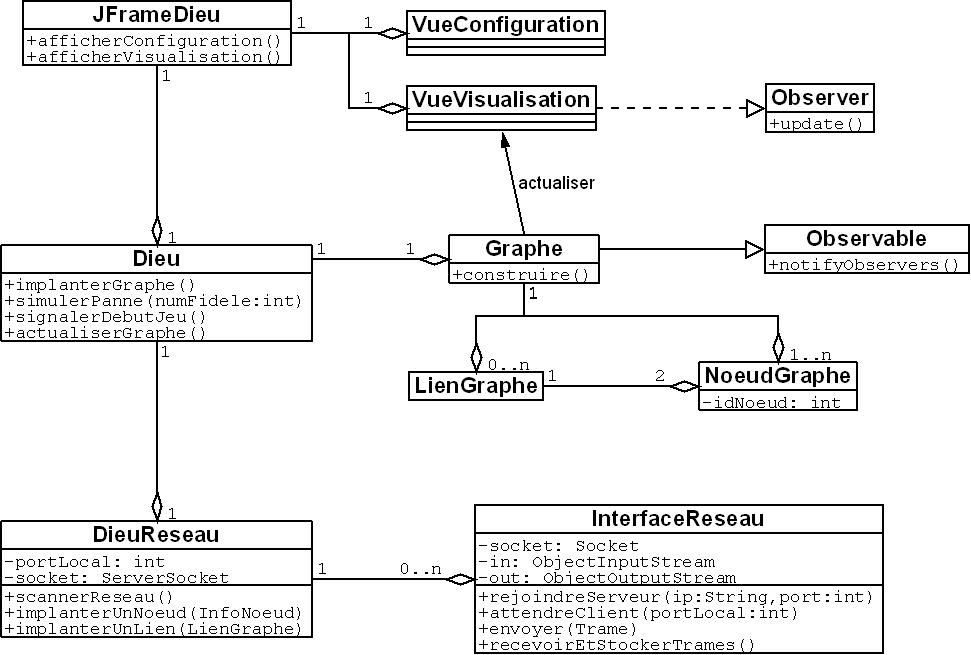 JFrameDieu
+afficherConfiguration()
+afficherVisualisation()
1
1
VueConfiguration
1
VueVisualisation
Observer
+update()
1
actualiser
1
Dieu
+implanterGraphe()
+simulerPanne(numFidele:int)
+signalerDebutJeu()
+actualiserGraphe()
1
1
Graphe
+construire()
Observable
+notifyObservers()
1
1
0..n
LienGraphe
1
2
1..n
NoeudGraphe
-idNoeud: int
1
DieuReseau
-portLocal: int
-socket: ServerSocket
+scannerReseau()
+implanterUnNoeud(InfoNoeud)
+implanterUnLien(LienGraphe)
1
0..n
InterfaceReseau
-socket: Socket
-in: ObjectInputStream
-out: ObjectOutputStream
+rejoindreServeur(ip:String,port:int)
+attendreClient(portLocal:int)
+envoyer(Trame)
+recevoirEtStockerTrames()